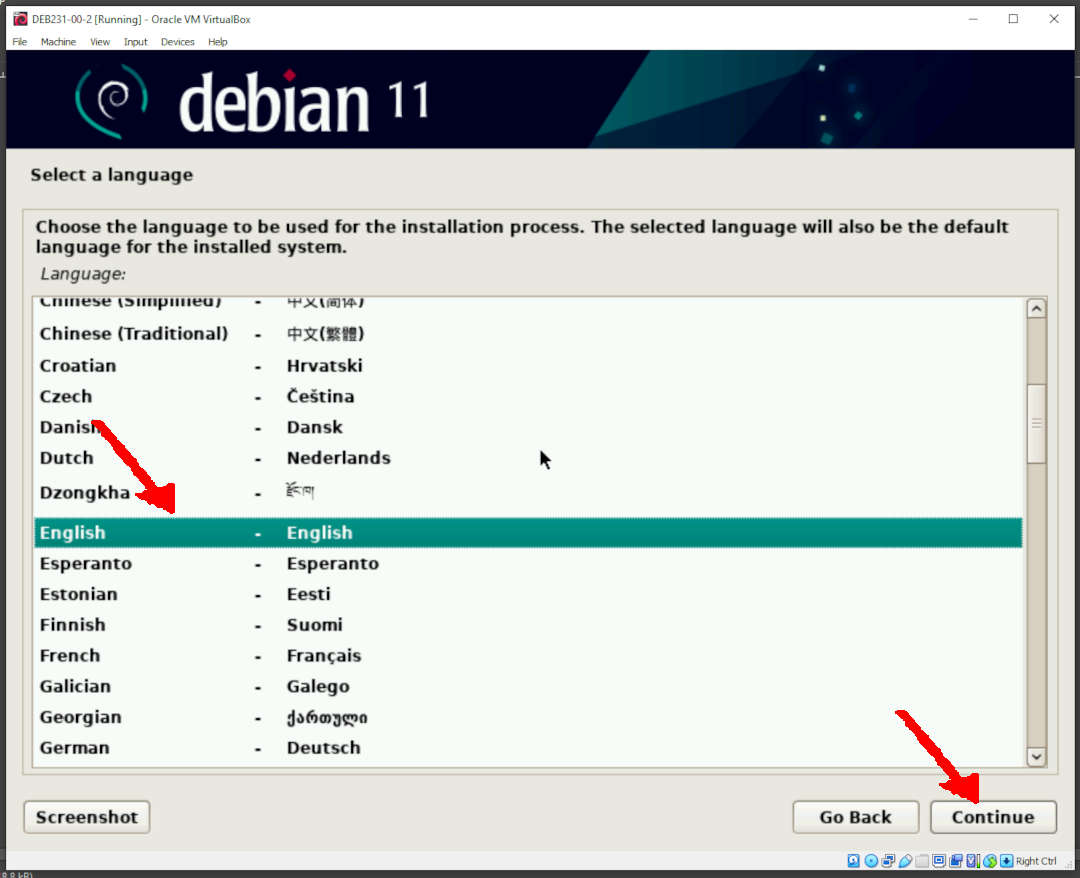 DEB231-00-2 [Running] - Oracle VM VirtualBox
File Machine View Input Devices Help
debian 11
Select a language
Choose the language to be used for the installation process. The selected language will also be the default
language for the installed system.
Language:
Chinese (Simplified) - 中文(简体)
Chinese (Traditional) - 中文(繁體)
Croatian - Hrvatski
Czech - Čeština
Danish - Dansk
Dutch - Nederlands
Dzongkha - རྫོང་ཁ།
English - English
Esperanto - Esperanto
Estonian - Eesti
Finnish - Suomi
French - Français
Galician - Galego
Georgian - ქართული
German - Deutsch
Screenshot Go Back Continue
Right Ctrl